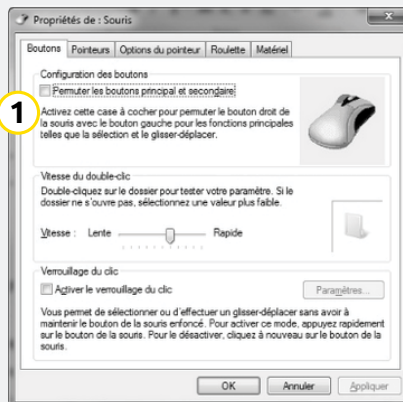 Propriétés de : Souris
Boutons Pointeurs Options du pointeur Roulette Matériel
Configuration des boutons
Permuter les boutons principal et secondaire
1
Activez cette case à cocher pour permuter le bouton droit de
la souris avec le bouton gauche pour les fonctions principales
telles que la sélection et le glisser-déplacer.
Vitesse du double-clic
Double-cliquez sur le dossier pour tester votre paramètre. Si le
dossier ne s'ouvre pas, sélectionnez une valeur plus faible.
Vitesse : Lente Rapide
Verrouillage du clic
Activer le verrouillage du clic Paramètres...
Vous permet de sélectionner ou d'effectuer un glisser-déplacer sans avoir à
maintenir le bouton de la souris enfoncé. Pour activer ce mode, appuyez rapidement
sur le bouton de la souris. Pour le désactiver, cliquez à nouveau sur le bouton de la
souris.
OK Annuler Appliquer